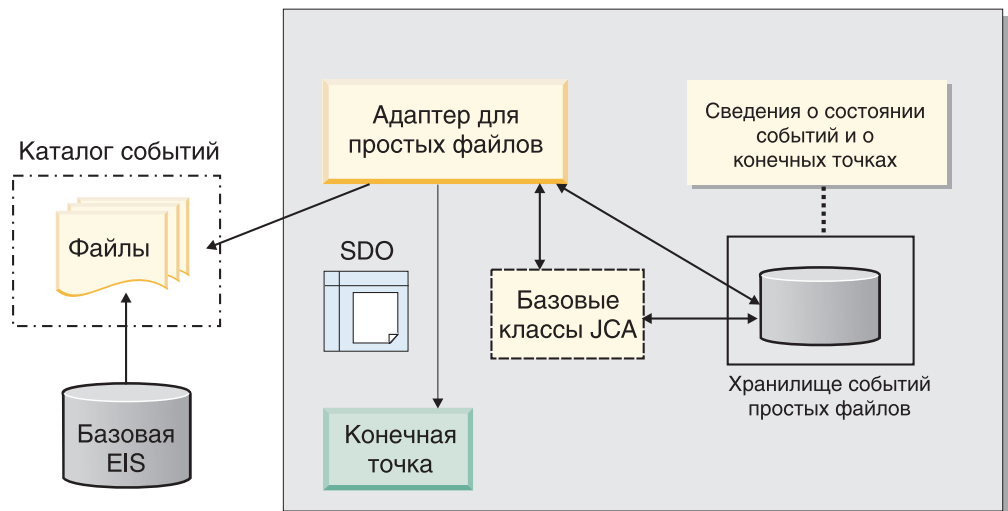 Каталог событий
Файлы
Базовая
EIS
Адаптер для
простых файлов
SDO
Конечная
точка
Базовые
классы JCA
Сведения о состоянии
событий и о
конечных точках
Хранилище событий
простых файлов